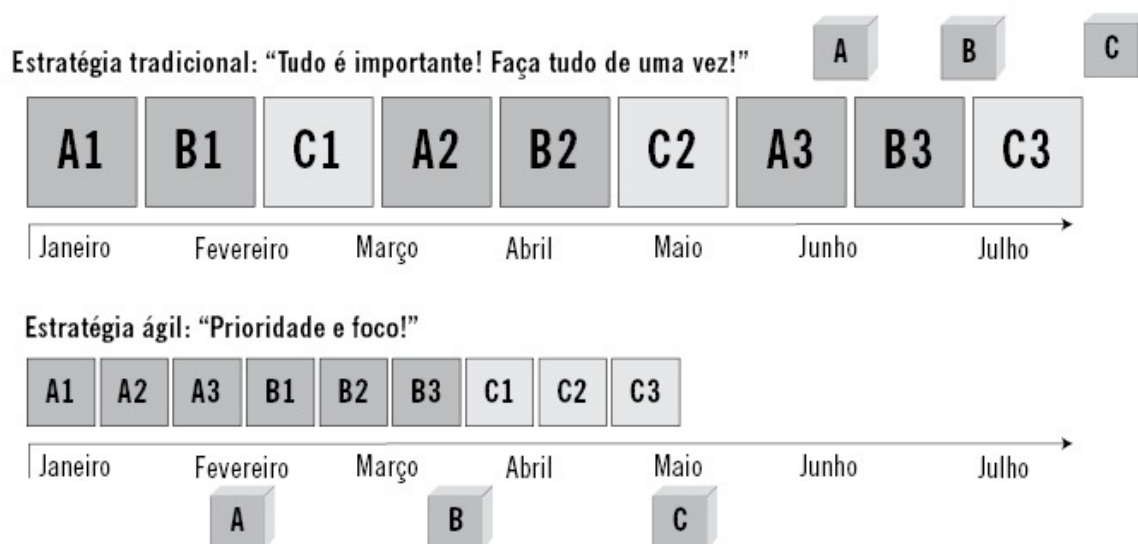 A B C
Estratégia tradicional: “Tudo é importante! Faça tudo de uma vez!”
A1 B1 C1 A2 B2 C2 A3 B3 C3
Janeiro Fevereiro Março Abril Maio Junho Julho
Estratégia ágil: “Prioridade e foco!”
A1 A2 A3 B1 B2 B3 C1 C2 C3
Janeiro Fevereiro Março Abril Maio Junho Julho
A B C